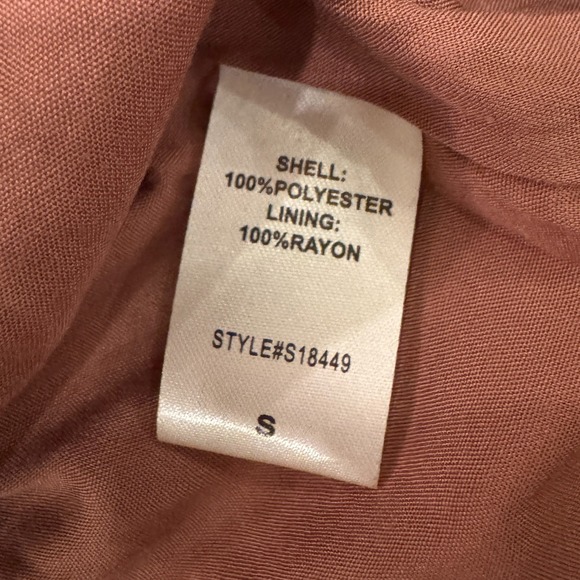 SHELL:
100%POLYESTER
LINING:
100%RAYON
STYLE#S18449
S